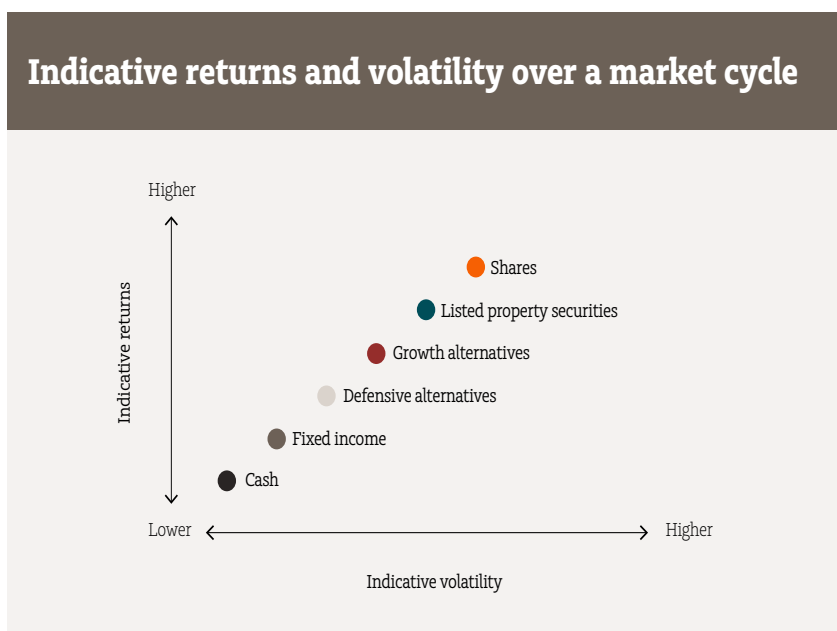 Indicative returns and volatility over a market cycle
Higher
Indicative returns
Shares
Listed property securities
Growth alternatives
Defensive alternatives
Fixed income
Cash
Lower
Higher
Indicative volatility